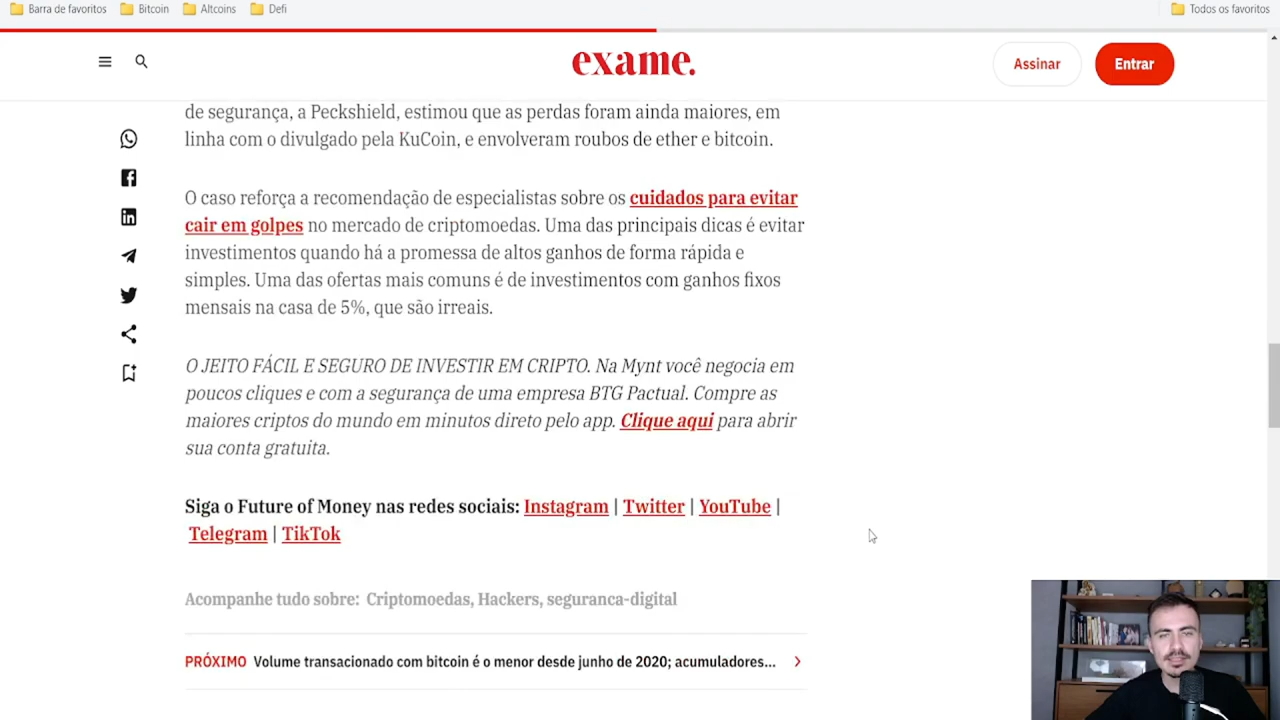 Barra de favoritos Bitcoin Altcoins Defi Todos os favoritos
exame. Assinar Entrar
de segurança, a Peckshield, estimou que as perdas foram ainda maiores, em
linha com o divulgado pela KuCoin, e envolveram roubos de ether e bitcoin.
O caso reforça a recomendação de especialistas sobre os cuidados para evitar
cair em golpes no mercado de criptomoedas. Uma das principais dicas é evitar
investimentos quando há a promessa de altos ganhos de forma rápida e
simples. Uma das ofertas mais comuns é de investimentos com ganhos fixos
mensais na casa de 5%, que são irreais.
O JEITO FÁCIL E SEGURO DE INVESTIR EM CRIPTO. Na Mynt você negocia em
poucos cliques e com a segurança de uma empresa BTG Pactual. Compre as
maiores criptos do mundo em minutos direto pelo app. Clique aqui para abrir
sua conta gratuita.
Siga o Future of Money nas redes sociais: Instagram | Twitter | YouTube |
Telegram | TikTok
Acompanhe tudo sobre: Criptomoedas, Hackers, seguranca-digital
PRÓXIMO Volume transacionado com bitcoin é o menor desde junho de 2020; acumuladores...